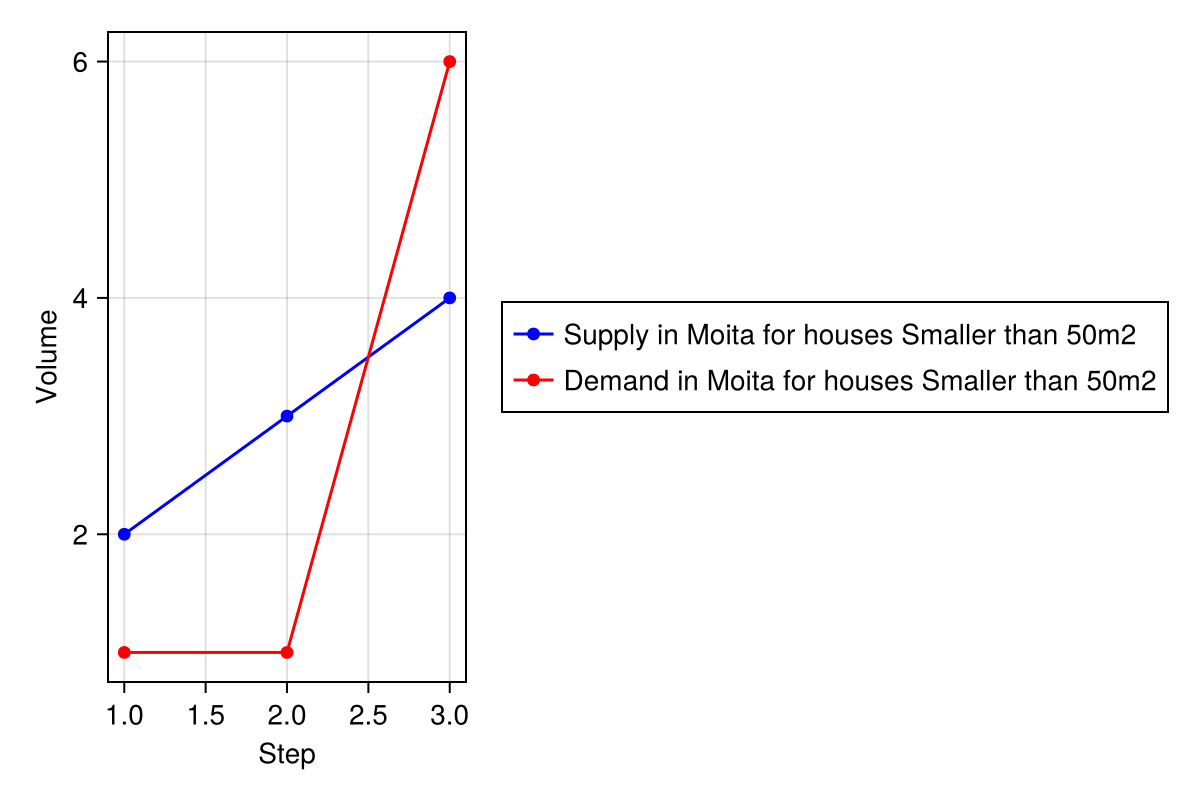 6
4
2
Volume
1.0 1.5 2.0 2.5 3.0
Step
Supply in Moita for houses Smaller than 50m2
Demand in Moita for houses Smaller than 50m2